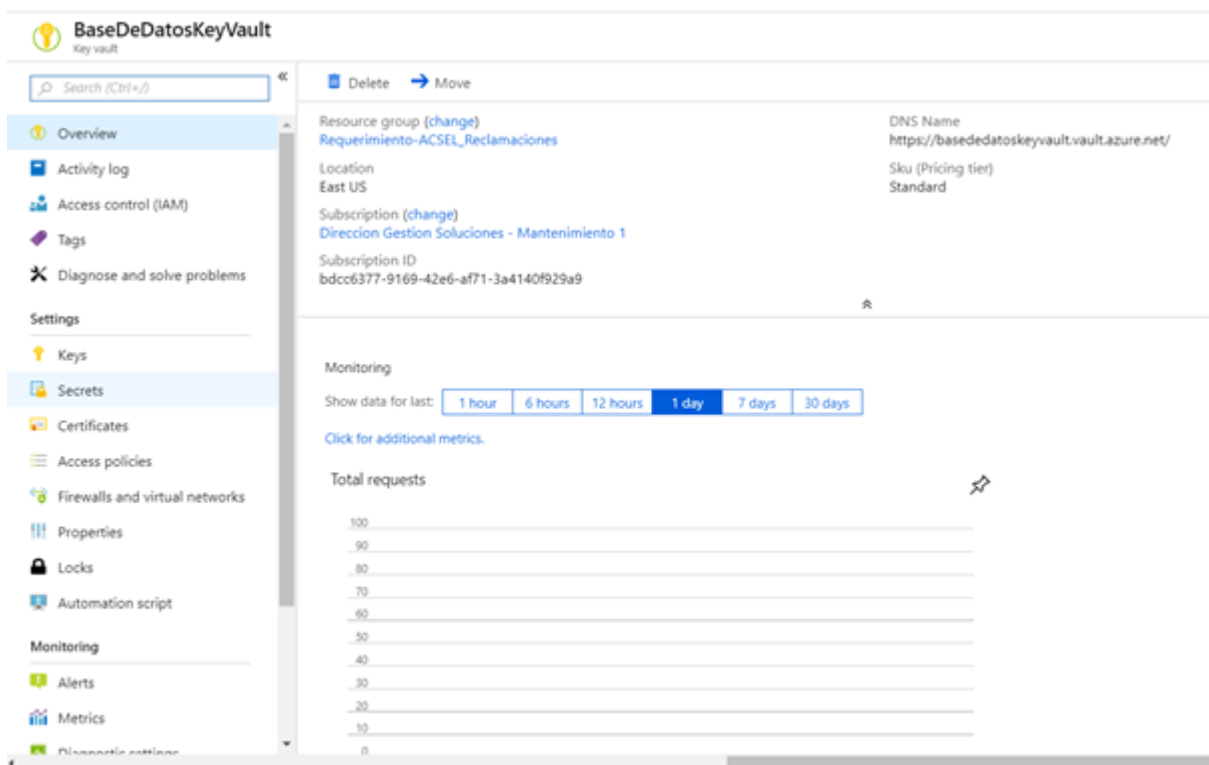 BaseDeDatosKeyVault
Key vault
Search (Ctrl+/)
«
Overview
Activity log
Access control (IAM)
Tags
Diagnose and solve problems
Settings
Keys
Secrets
Certificates
Access policies
Firewalls and virtual networks
Properties
Locks
Automation script
Monitoring
Alerts
Metrics
Diagnostic settings
Delete Move
Resource group (change)
Requerimiento-ACSEL_Reclamaciones
Location
East US
Subscription (change)
Direccion Gestion Soluciones - Mantenimiento 1
Subscription ID
bdcc6377-9169-42e6-af71-3a4140f929a9
DNS Name
https://basededatoskeyvault.vault.azure.net/
Sku (Pricing tier)
Standard
Monitoring
Show data for last: 1 hour 6 hours 12 hours 1 day 7 days 30 days
Click for additional metrics.
Total requests
100
90
80
70
60
50
40
30
20
10
0